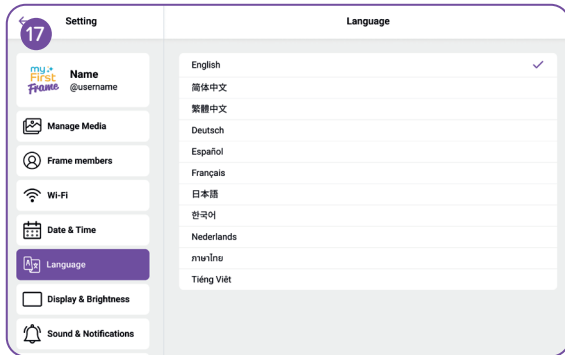 17
Setting
Language
my
First
Frame
Name
@username
Manage Media
Frame members
Wi-Fi
Date & Time
Language
Display & Brightness
Sound & Notifications
English
简体中文
繁體中文
Deutsch
Español
Français
日本語
한국어
Nederlands
ภาษาไทย
Tiéng Viêt